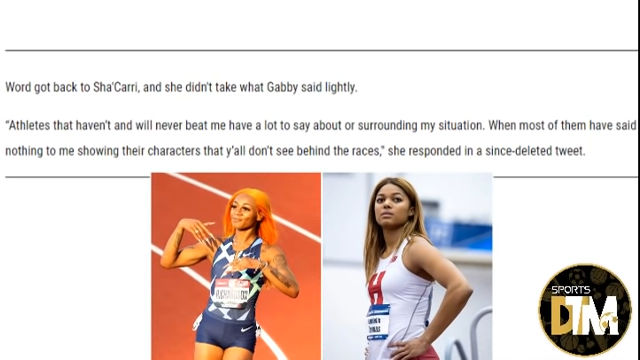 Word got back to Sha'Carri, and she didn't take what Gabby said lightly.
“Athletes that haven’t and will never beat me have a lot to say about or surrounding my situation. When most of them have said
nothing to me showing their characters that y’all don’t see behind the races," she responded in a since-deleted tweet.
H
SPORTS
DTM